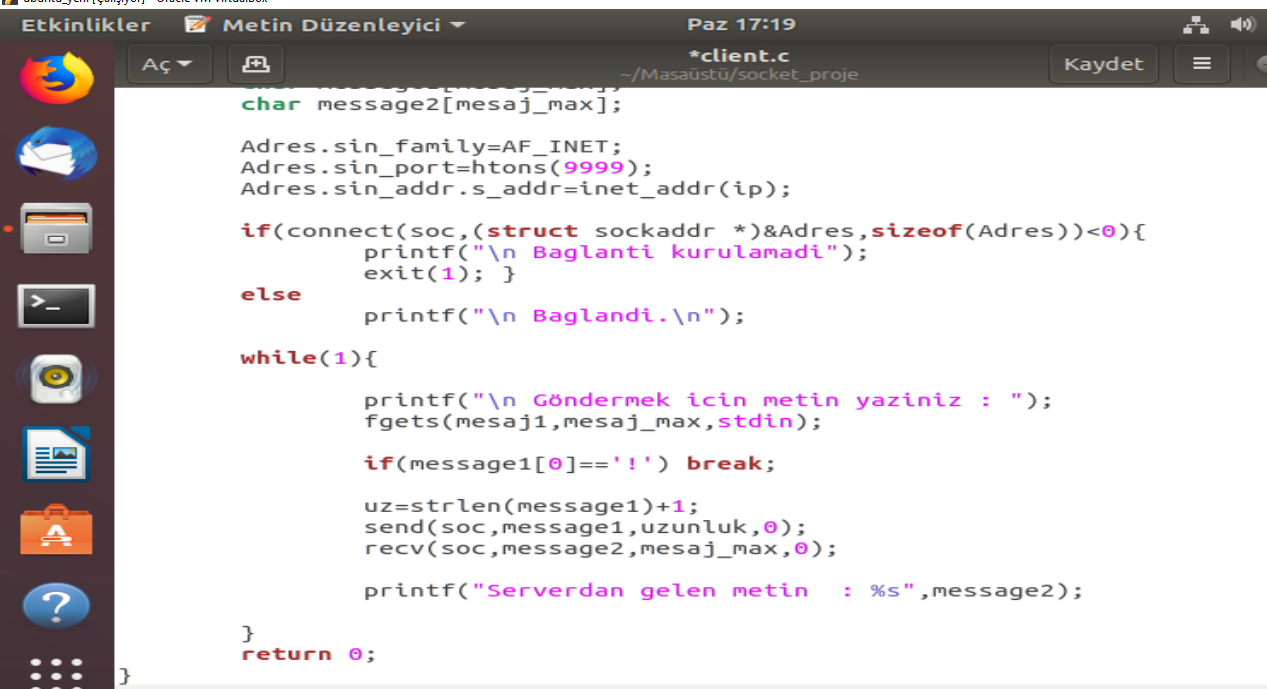 ubuntu_yeni [Çalışıyor] - Oracle VM VirtualBox
Etkinlikler Metin Düzenleyici Paz 17:19
Aç *client.c Kaydet
~/Masaüstü/socket_proje
char message2[mesaj_max];
Adres.sin_family=AF_INET;
Adres.sin_port=htons(9999);
Adres.sin_addr.s_addr=inet_addr(ip);
if(connect(soc,(struct sockaddr *)&Adres,sizeof(Adres))<0){
printf("\n Baglanti kurulamadi");
exit(1); }
else
printf("\n Baglandi.\n");
while(1){
printf("\n Göndermek icin metin yaziniz : ");
fgets(mesaj1,mesaj_max,stdin);
if(message1[0]=='!') break;
uz=strlen(message1)+1;
send(soc,message1,uzunluk,0);
recv(soc,message2,mesaj_max,0);
printf("Serverdan gelen metin  : %s",message2);
}
return 0;
}